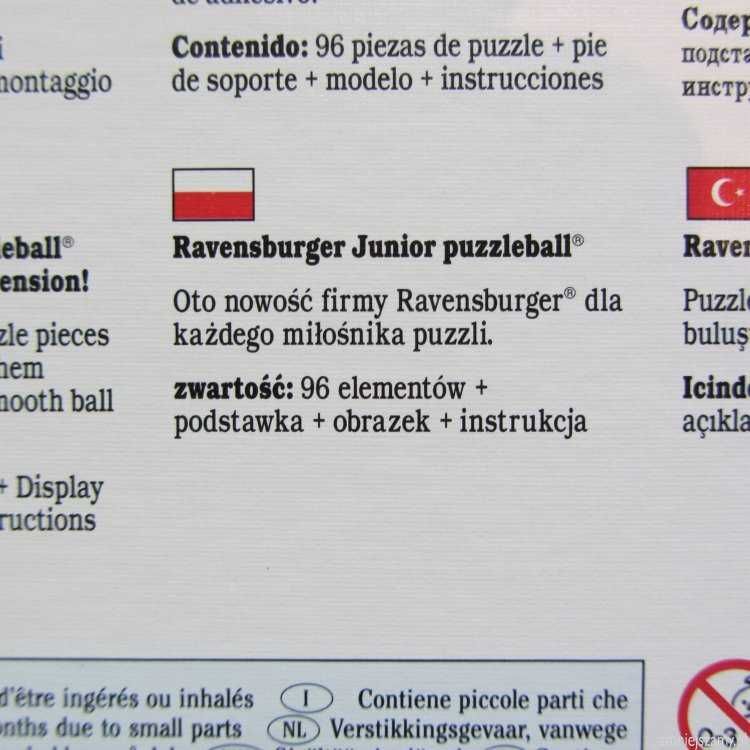 de adhesivo.
Contenido: 96 piezas de puzzle + pie
de soporte + modelo + instrucciones
montaggio
Ravensburger Junior puzzleball®
Oto nowość firmy Ravensburger® dla
każdego miłośnika puzzli.
zwartość: 96 elementów +
podstawka + obrazek + instrukcja
eball®
ension!
zle pieces
hem
mooth ball
+ Display
ructions
Содер
подста
инстру
Raven
Puzzle
buluş
Icinde
açıkla
d'être ingérés ou inhalés
onths due to small parts
I Contiene piccole parti che
NL Verstikkingsgevaar, vanwege